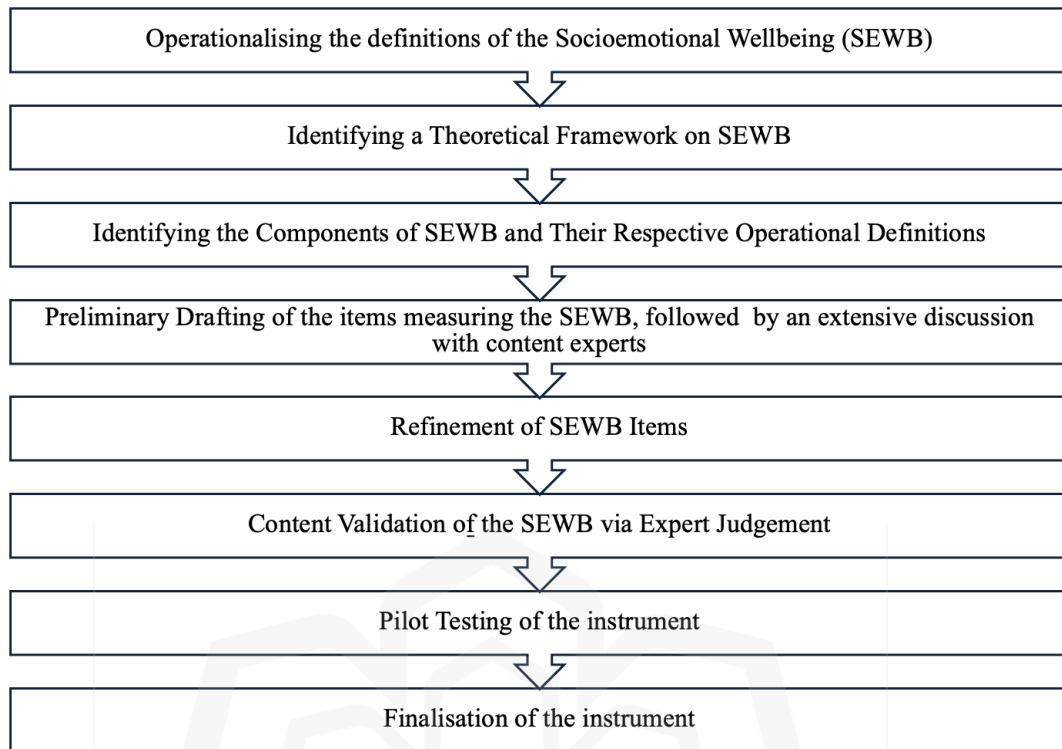 Operationalising the definitions of the Socioemotional Wellbeing (SEWB)
Identifying a Theoretical Framework on SEWB
Identifying the Components of SEWB and Their Respective Operational Definitions
Preliminary Drafting of the items measuring the SEWB, followed  by an extensive discussion
with content experts
Refinement of SEWB Items
Content Validation of the SEWB via Expert Judgement
Pilot Testing of the instrument
Finalisation of the instrument